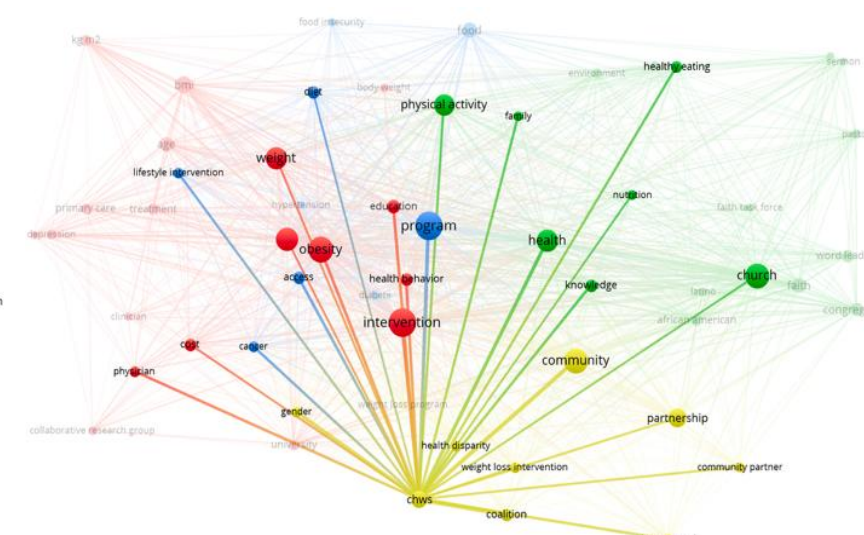 food insecurity
food
kg m2
healthy eating
sermon
environment
bmi
body weight
diet
physical activity
family
age
weight
lifestyle intervention
nutrition
education
hypertension
primary care
treatment
faith task force
program
depression
health
obesity
access
health behavior
church
knowledge
faith
diabetes
latino
clinician
african american
intervention
cost
cancer
community
physician
weight loss program
gender
partnership
collaborative research group
university
health disparity
weight loss intervention
community partner
chws
coalition